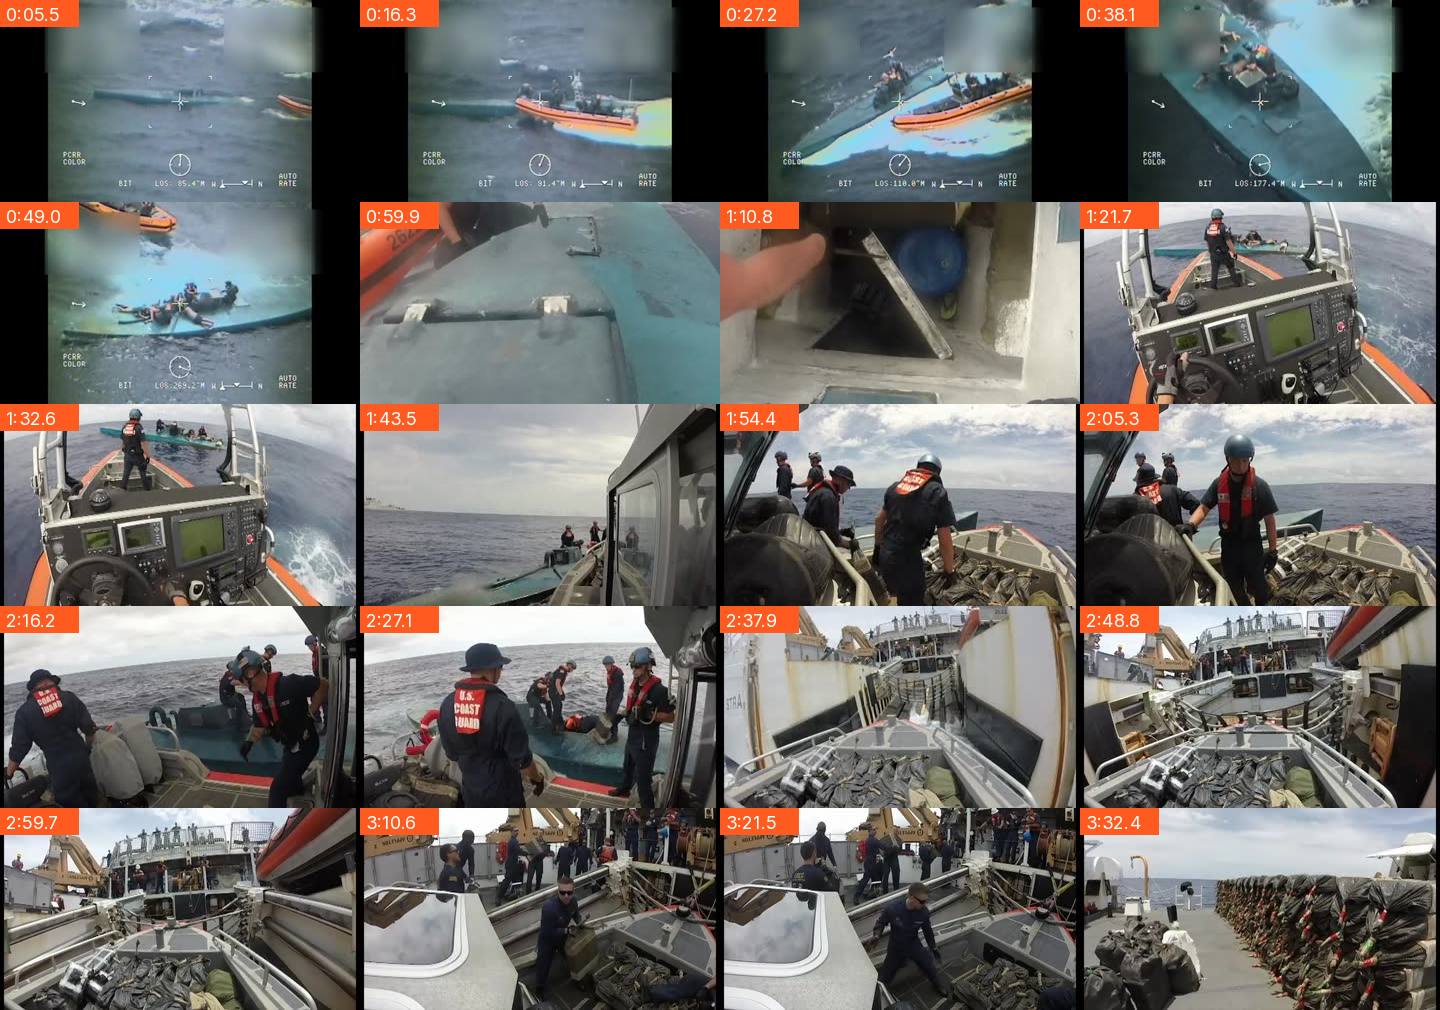 0:05.5
PCRR
COLOR
BIT
LOS: 85.4°M
W
N
AUTO
RATE
0:16.3
PCRR
COLOR
BIT
LOS: 91.4°M
W
N
AUTO
RATE
0:27.2
PCRR
COLOR
BIT
LOS:110.0°M
W
N
AUTO
RATE
0:38.1
PCRR
COLOR
BIT
LOS:177.4°M
W
N
AUTO
RATE
0:49.0
PCRR
COLOR
BIT
LOS:269.2°M
W
N
AUTO
RATE
0:59.9
1:10.8
1:21.7
1:32.6
1:43.5
1:54.4
2:05.3
2:16.2
U.S.
COAST
GUARD
2:27.1
U.S.
COAST
GUARD
2:37.9
2:48.8
2:59.7
3:10.6
3:21.5
3:32.4